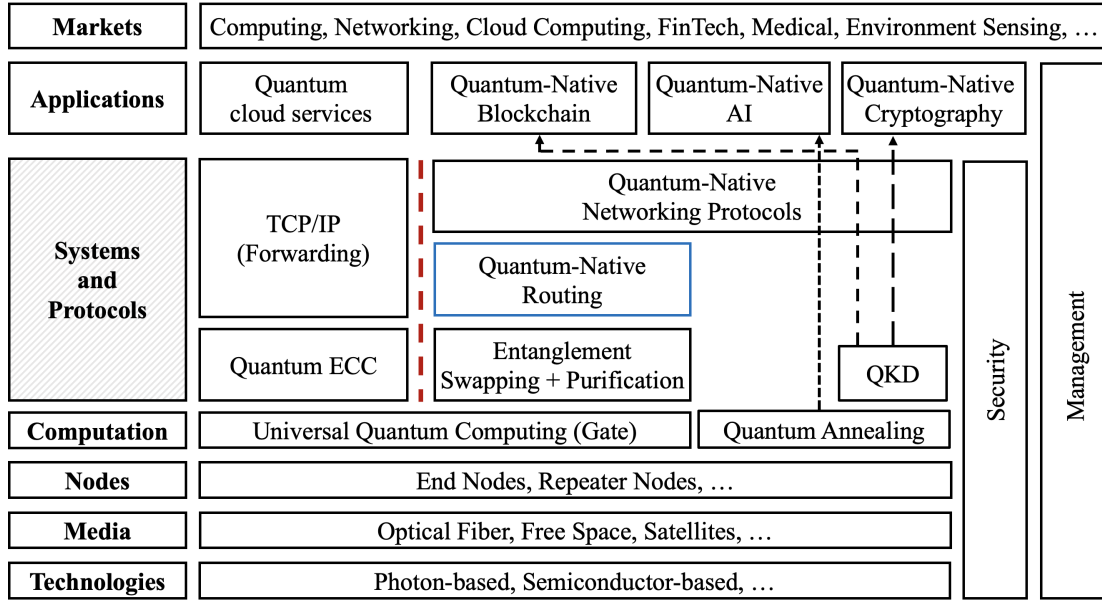 Markets
Computing, Networking, Cloud Computing, FinTech, Medical, Environment Sensing, …
Applications
Quantum
cloud services
Quantum-Native
Blockchain
Quantum-Native
AI
Quantum-Native
Cryptography
Systems
and
Protocols
TCP/IP
(Forwarding)
Quantum-Native
Networking Protocols
Quantum-Native
Routing
Quantum ECC
Entanglement
Swapping + Purification
QKD
Computation
Universal Quantum Computing (Gate)
Quantum Annealing
Nodes
End Nodes, Repeater Nodes, …
Media
Optical Fiber, Free Space, Satellites, …
Technologies
Photon-based, Semiconductor-based, …
Security
Management